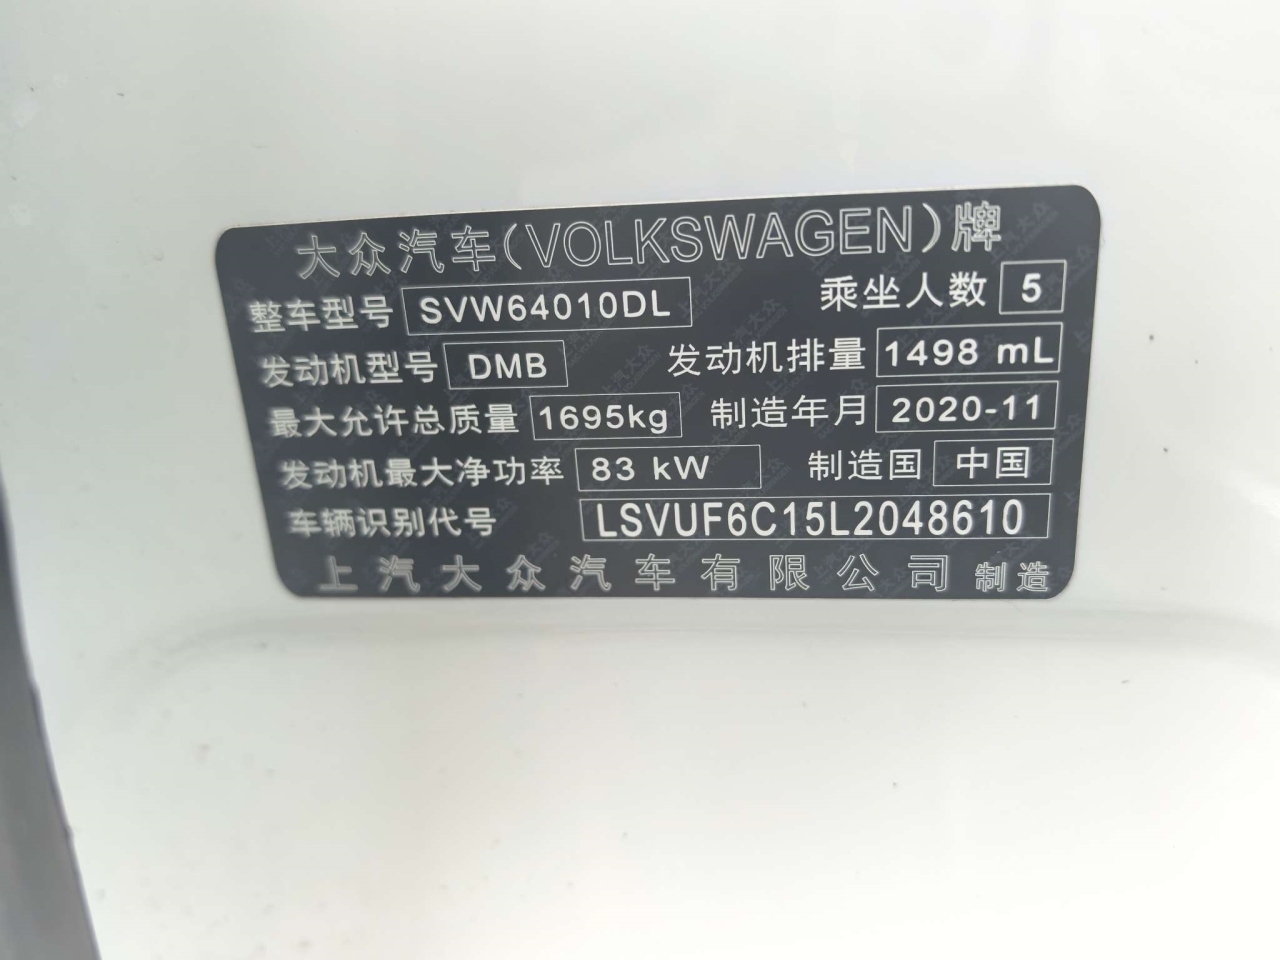 大众汽车(VOLKSWAGEN)牌
整车型号 SVW64010DL 乘坐人数 5
发动机型号 DMB 发动机排量 1498 mL
最大允许总质量 1695kg 制造年月 2020-11
发动机最大净功率 83 kW 制造国 中国
车辆识别代号 LSVUF6C15L2048610
上汽大众汽车有限公司 制造